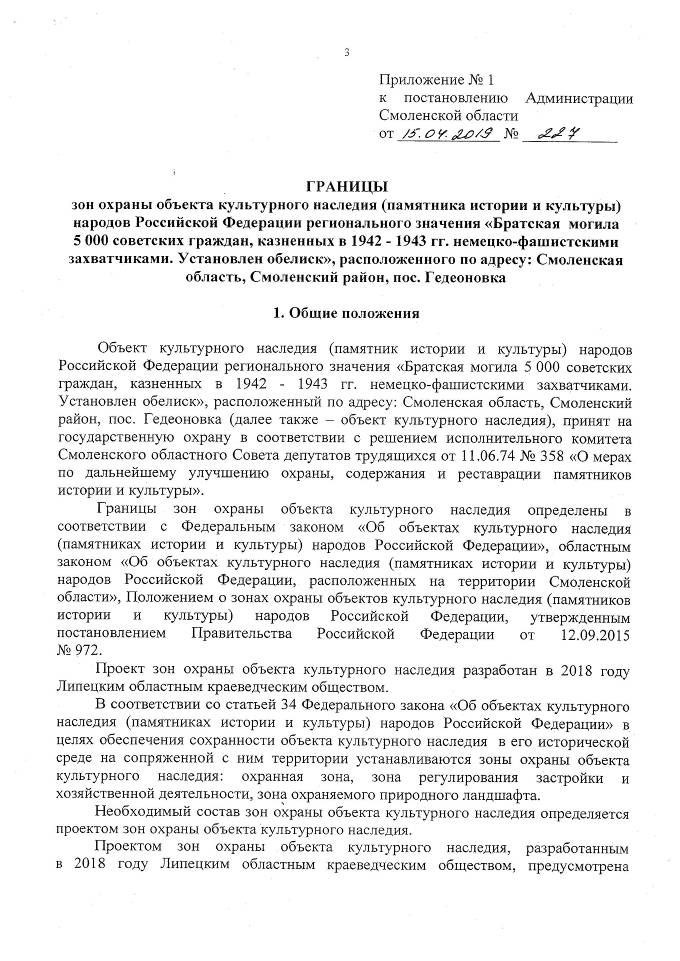 3
Приложение № 1
к постановлению Администрации
Смоленской области
от 15.04.2019 № 227
ГРАНИЦЫ
зон охраны объекта культурного наследия (памятника истории и культуры)
народов Российской Федерации регионального значения «Братская могила
5 000 советских граждан, казненных в 1942 - 1943 гг. немецко-фашистскими
захватчиками. Установлен обелиск», расположенного по адресу: Смоленская
область, Смоленский район, пос. Гедеоновка
1. Общие положения
Объект культурного наследия (памятник истории и культуры) народов
Российской Федерации регионального значения «Братская могила 5 000 советских
граждан, казненных в 1942 - 1943 гг. немецко-фашистскими захватчиками.
Установлен обелиск», расположенный по адресу: Смоленская область, Смоленский
район, пос. Гедеоновка (далее также – объект культурного наследия), принят на
государственную охрану в соответствии с решением исполнительного комитета
Смоленского областного Совета депутатов трудящихся от 11.06.74 № 358 «О мерах
по дальнейшему улучшению охраны, содержания и реставрации памятников
истории и культуры».
Границы зон охраны объекта культурного наследия определены в
соответствии с Федеральным законом «Об объектах культурного наследия
(памятниках истории и культуры) народов Российской Федерации», областным
законом «Об объектах культурного наследия (памятниках истории и культуры)
народов Российской Федерации, расположенных на территории Смоленской
области», Положением о зонах охраны объектов культурного наследия (памятников
истории и культуры) народов Российской Федерации, утвержденным
постановлением Правительства Российской Федерации от 12.09.2015
№ 972.
Проект зон охраны объекта культурного наследия разработан в 2018 году
Липецким областным краеведческим обществом.
В соответствии со статьей 34 Федерального закона «Об объектах культурного
наследия (памятниках истории и культуры) народов Российской Федерации» в
целях обеспечения сохранности объекта культурного наследия в его исторической
среде на сопряженной с ним территории устанавливаются зоны охраны объекта
культурного наследия: охранная зона, зона регулирования застройки и
хозяйственной деятельности, зона охраняемого природного ландшафта.
Необходимый состав зон охраны объекта культурного наследия определяется
проектом зон охраны объекта культурного наследия.
Проектом зон охраны объекта культурного наследия, разработанным
в 2018 году Липецким областным краеведческим обществом, предусмотрена